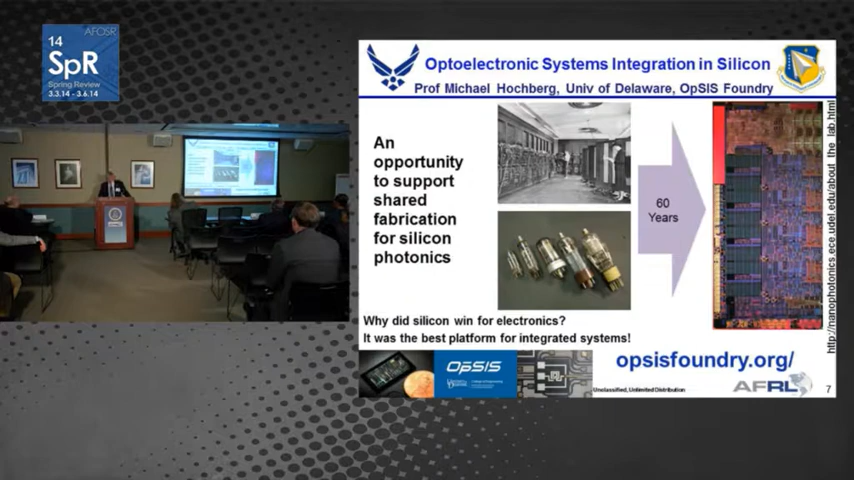 AFOSR
14
SpR
Spring Review
3.3.14 - 3.6.14
Optoelectronic Systems Integration in Silicon
Prof Michael Hochberg, Univ of Delaware, OpSIS Foundry
An
opportunity
to support
shared
fabrication
for silicon
photonics
60
Years
http://nanophotonics.ece.udel.edu/about_the_lab.html
Why did silicon win for electronics?
It was the best platform for integrated systems!
OpSIS
opsisfoundry.org/
Unclassified, Unlimited Distribution
AFRL
7